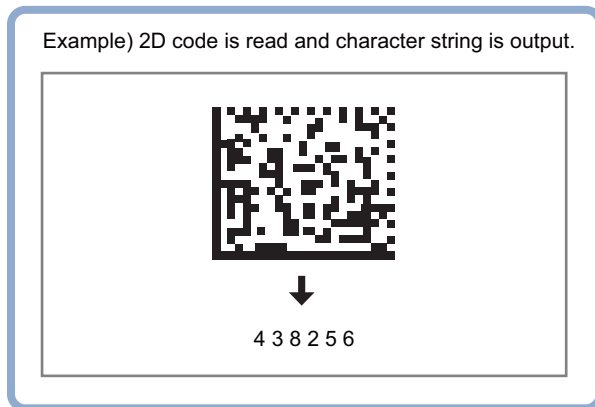 Example) 2D code is read and character string is output.
4 3 8 2 5 6